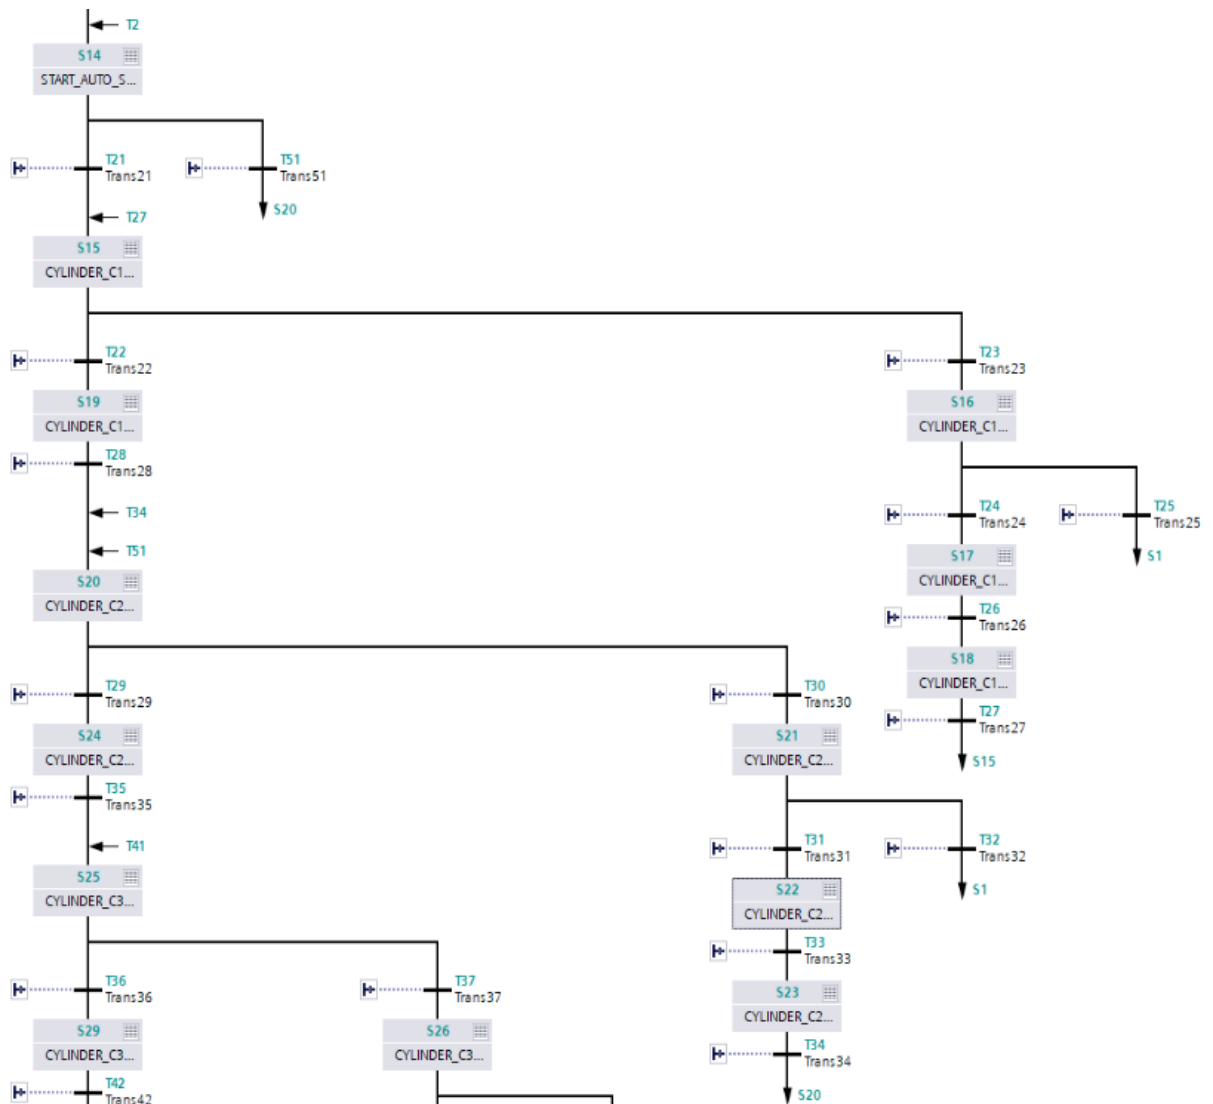 T2
S14
START_AUTO_S...
T21
Trans21
T51
Trans51
S20
T27
S15
CYLINDER_C1...
T22
Trans22
T23
Trans23
S19
CYLINDER_C1...
S16
CYLINDER_C1...
T28
Trans28
T24
Trans24
T25
Trans25
T34
T51
S1
S17
CYLINDER_C1...
S20
CYLINDER_C2...
T26
Trans26
S18
CYLINDER_C1...
T29
Trans29
T30
Trans30
T27
Trans27
S24
CYLINDER_C2...
S21
CYLINDER_C2...
S15
T35
Trans35
T41
T31
Trans31
T32
Trans32
S25
CYLINDER_C3...
S22
CYLINDER_C2...
S1
T33
Trans33
T36
Trans36
T37
Trans37
S23
CYLINDER_C2...
S29
CYLINDER_C3...
S26
CYLINDER_C3...
T34
Trans34
T42
Trans42
S20